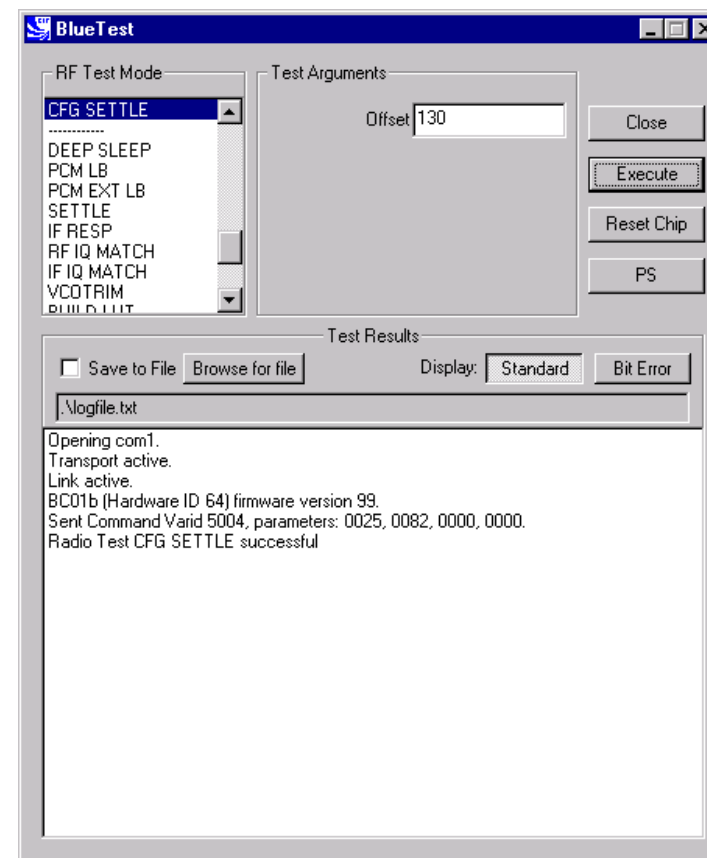 BlueTest
RF Test Mode
CFG SETTLE
------------
DEEP SLEEP
PCM LB
PCM EXT LB
SETTLE
IF RESP
RF IQ MATCH
IF IQ MATCH
VCOTRIM
BUILD LUT
Test Arguments
Offset 130
Close
Execute
Reset Chip
PS
Test Results
Save to File Browse for file Display: Standard Bit Error
.\logfile.txt
Opening com1.
Transport active.
Link active.
BC01b (Hardware ID 64) firmware version 99.
Sent Command Varid 5004, parameters: 0025, 0082, 0000, 0000.
Radio Test CFG SETTLE successful